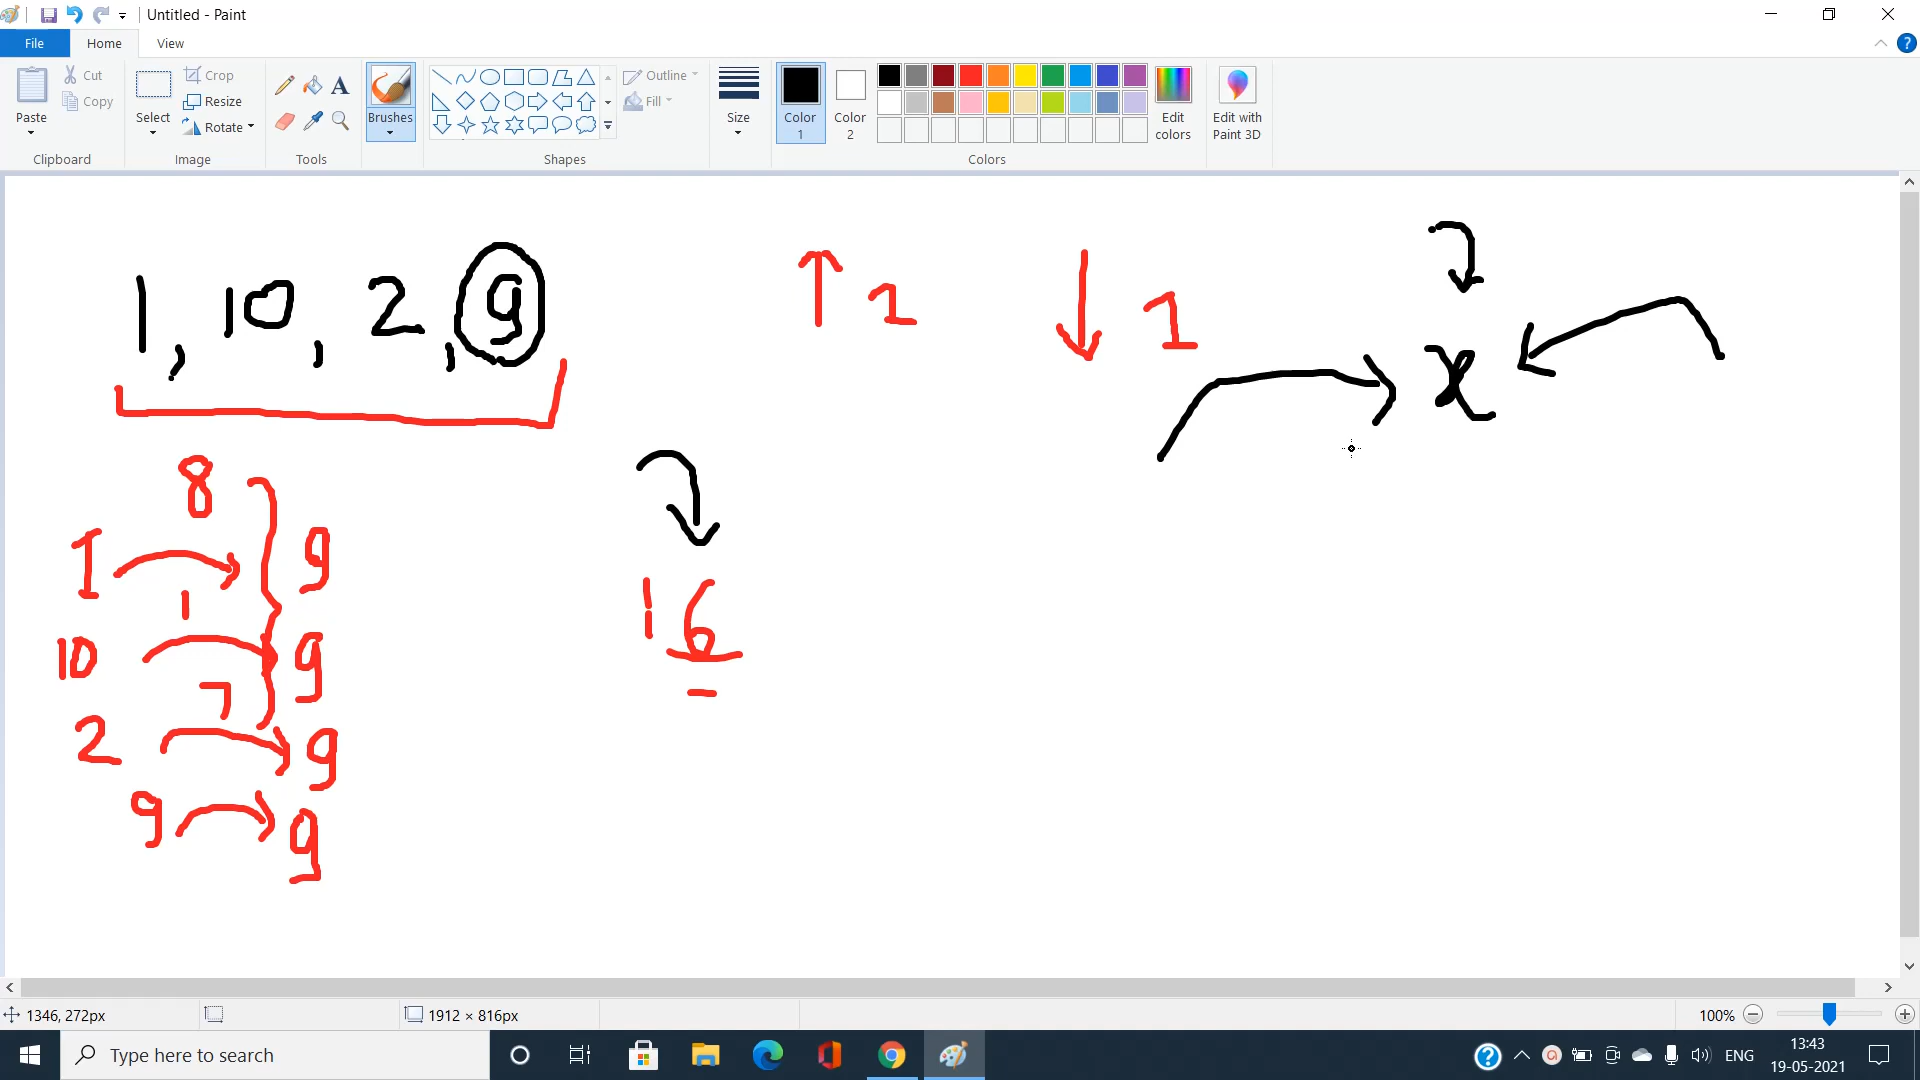 Untitled - Paint
File Home View
Cut
Copy
Paste
Clipboard
Select
Crop
Resize
Rotate
Image
A
Tools
Brushes
Shapes
Outline
Fill
Size
Color 1
Color 2
Colors
Edit colors
Edit with Paint 3D
1, 10, 2, 9
1
1
x
8
1 9
1
10 9
7
2 9
9 9
16
1346, 272px
1912 × 816px
100%
Type here to search
ENG
13:43
19-05-2021